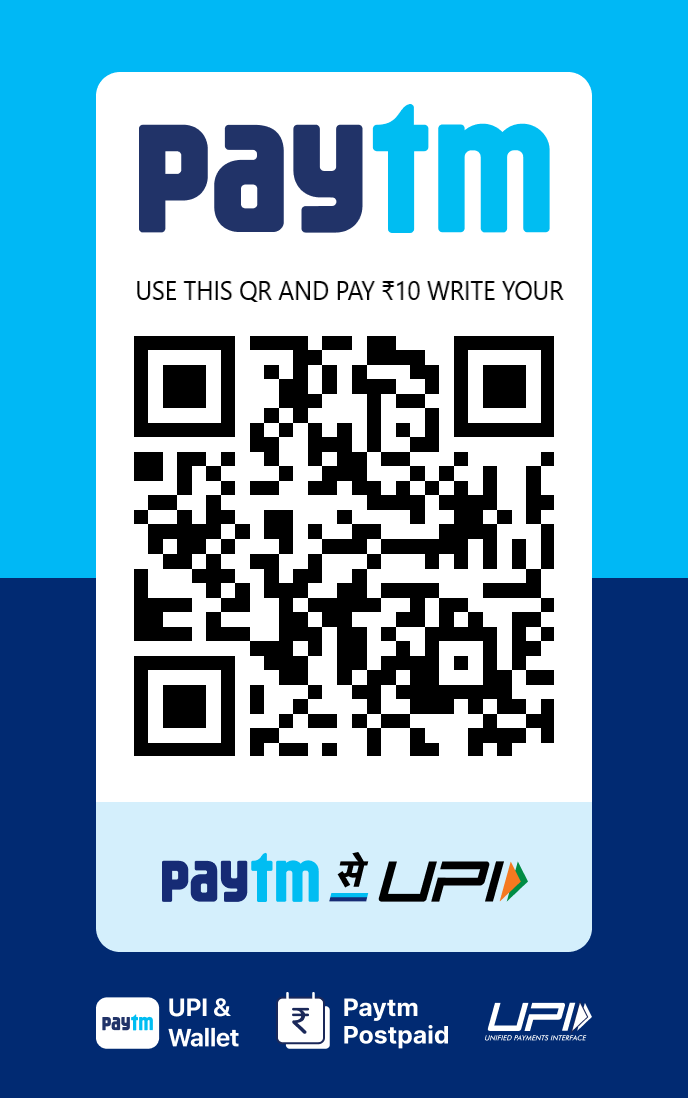 paytm
USE THIS QR AND PAY ₹10 WRITE YOUR
paytm से UPI
paytm UPI & Wallet
₹ Paytm Postpaid
UPI
UNIFIED PAYMENTS INTERFACE